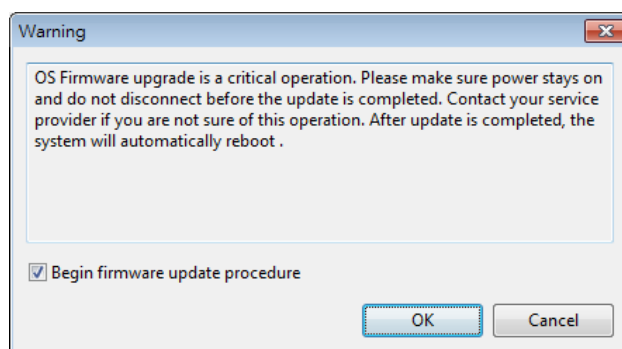 Warning
OS Firmware upgrade is a critical operation. Please make sure power stays on
and do not disconnect before the update is completed. Contact your service
provider if you are not sure of this operation. After update is completed, the
system will automatically reboot .
Begin firmware update procedure
OK
Cancel